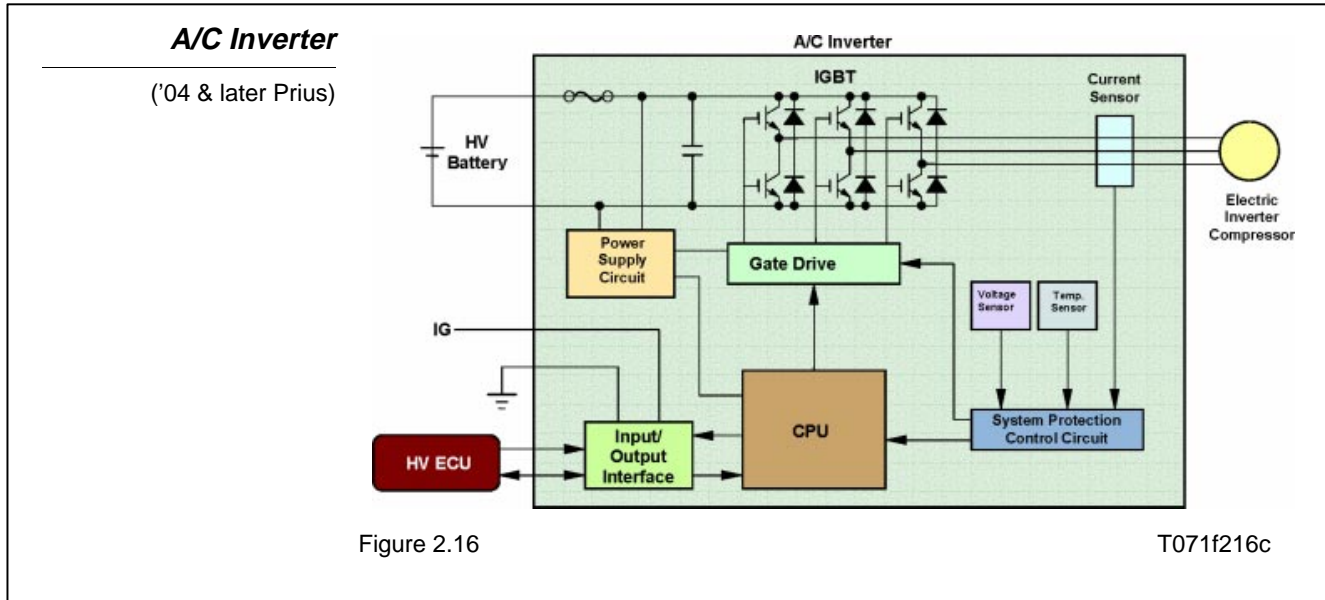 A/C Inverter
('04 & later Prius)
A/C Inverter
IGBT
Current
Sensor
HV
Battery
Electric
Inverter
Compressor
Power
Supply
Circuit
Gate Drive
Voltage
Sensor
Temp.
Sensor
IG
CPU
System Protection
Control Circuit
Input/
Output
Interface
HV ECU
Figure 2.16
T071f216c